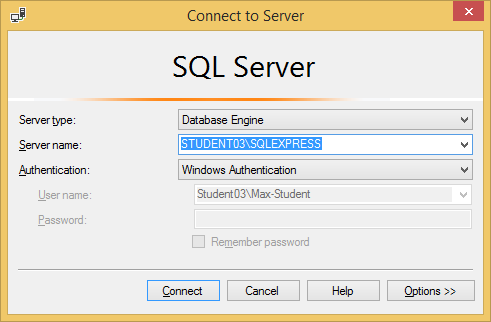 Connect to Server
SQL Server
Server type: Database Engine
Server name: STUDENT03\SQLEXPRESS
Authentication: Windows Authentication
User name: Student03\Max-Student
Password:
Remember password
Connect Cancel Help Options >>